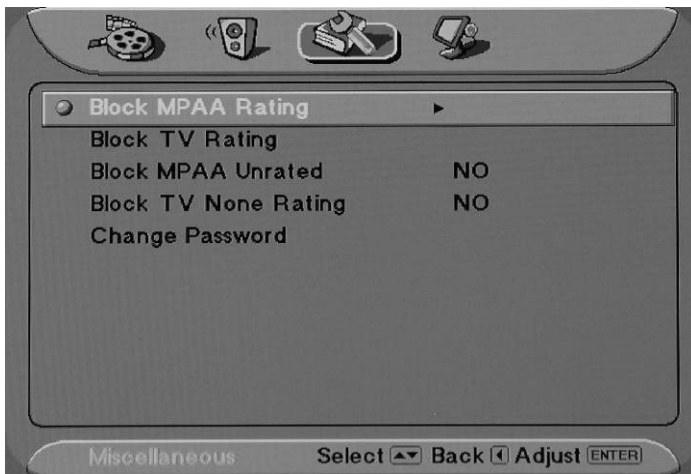 Block MPAA Rating
Block TV Rating
Block MPAA Unrated NO
Block TV None Rating NO
Change Password
Miscellaneous Select Back Adjust ENTER